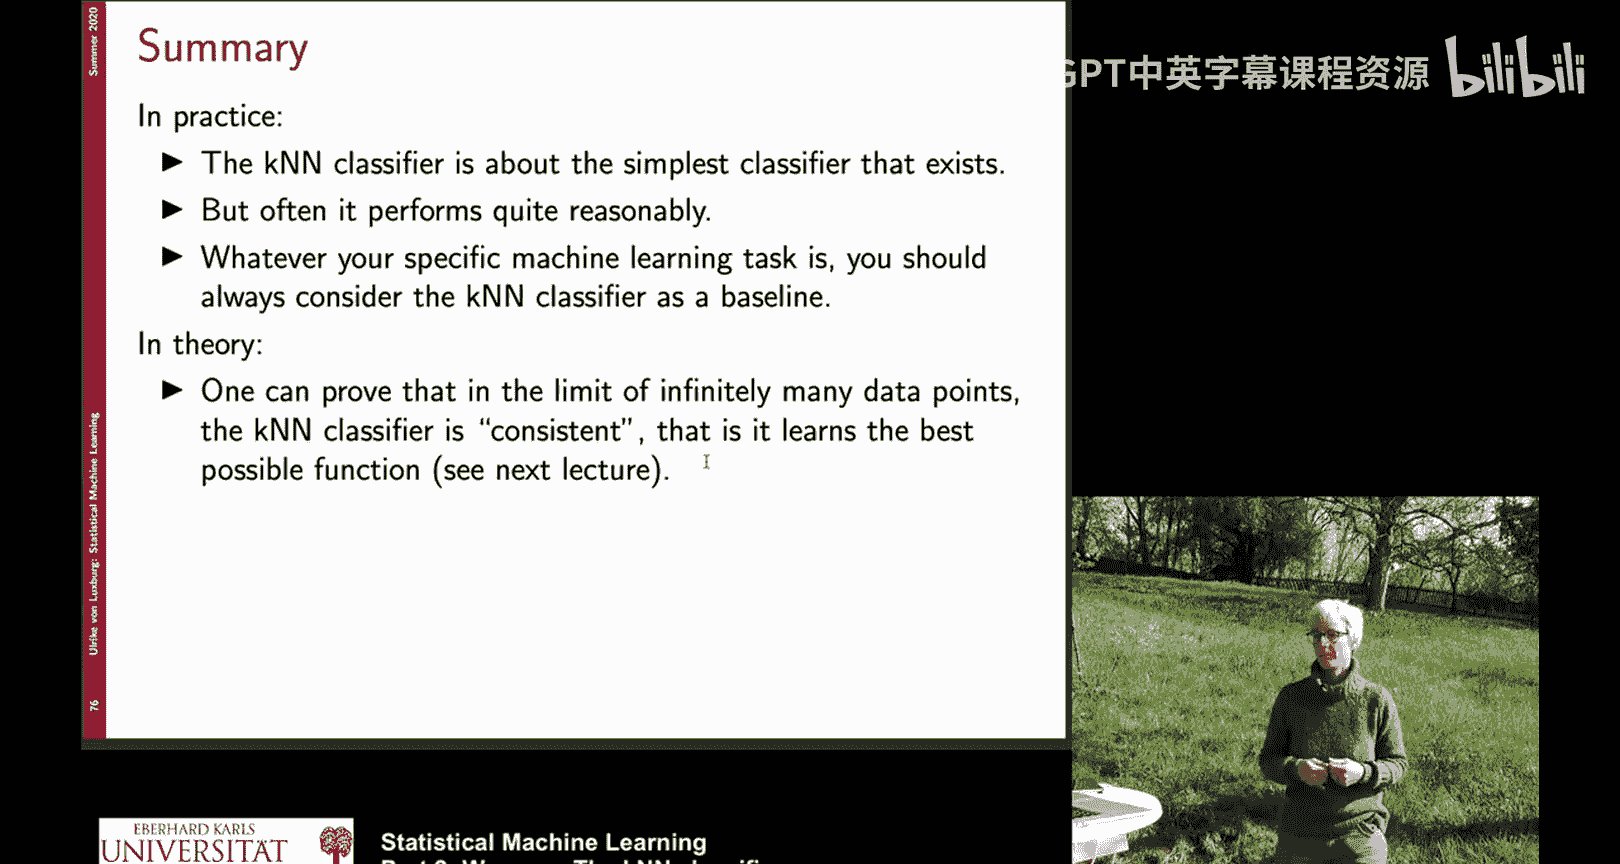 Summer 2020
Summary
In practice:
The kNN classifier is about the simplest classifier that exists.
But often it performs quite reasonably.
Whatever your specific machine learning task is, you should
always consider the kNN classifier as a baseline.
In theory:
One can prove that in the limit of infinitely many data points,
the kNN classifier is “consistent”, that is it learns the best
possible function (see next lecture).
Ulrike von Luxburg: Statistical Machine Learning
76
GPT中英字幕课程资源
bilibili
EBERHARD KARLS
UNIVERSITÄT
Statistical Machine Learning